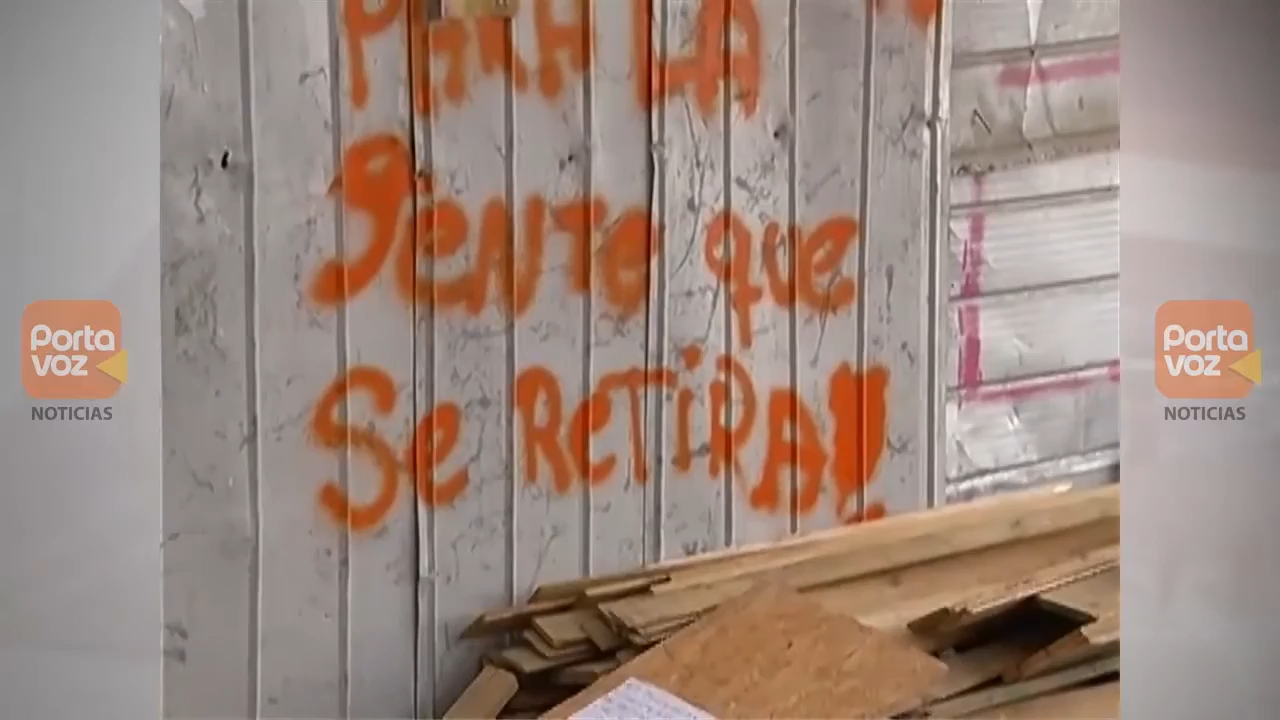 PARA LA
Gente que
Se RETIRA!!
Porta
voz
NOTICIAS
Porta
voz
NOTICIAS